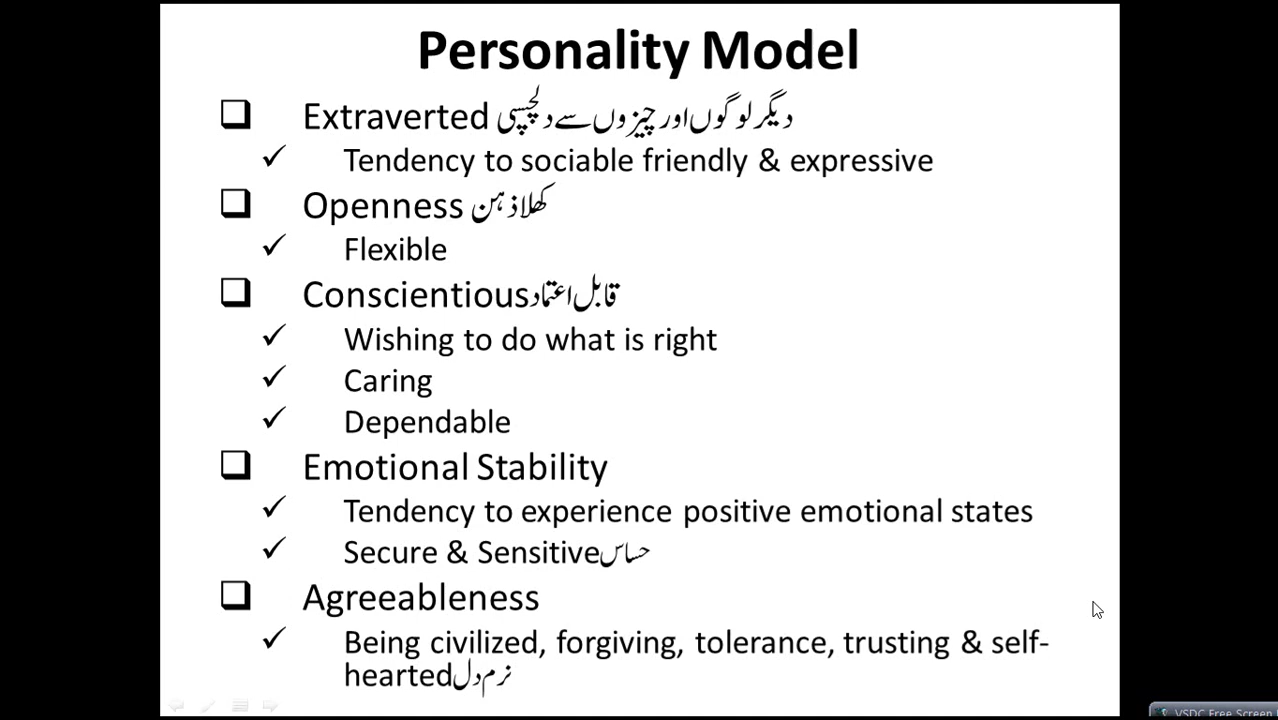 Personality Model
Extraverted دیگر لوگوں اور چیزوں سے دلچسپی
Tendency to sociable friendly & expressive
Openness کھلا ذہن
Flexible
Conscientious قابل اعتماد
Wishing to do what is right
Caring
Dependable
Emotional Stability
Tendency to experience positive emotional states
Secure & Sensitive حساس
Agreeableness
Being civilized, forgiving, tolerance, trusting & self-
hearted نرم دل
VSDC Free Screen